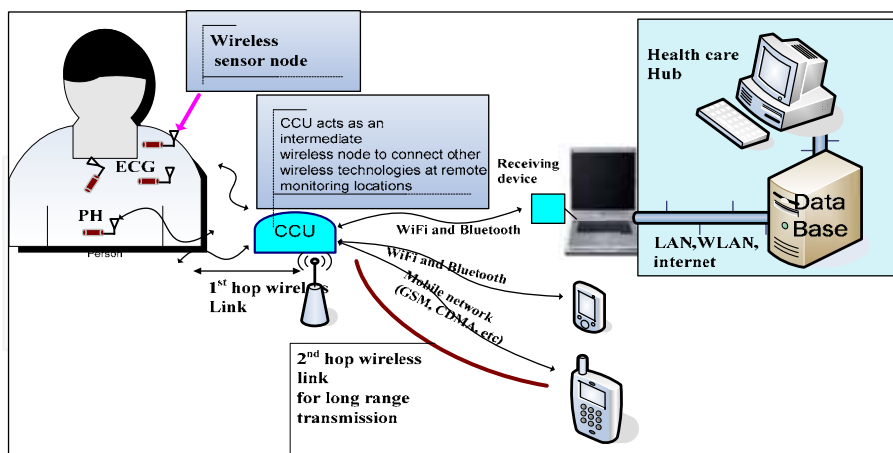 Wireless
sensor node
CCU acts as an
intermediate
wireless node to connect other
wireless technologies at remote
monitoring locations
Health care
Hub
ECG
PH
Person
CCU
Receiving
device
WiFi and Bluetooth
Data
Base
LAN,WLAN,
internet
WiFi and Bluetooth
Mobile network
(GSM, CDMA, etc)
1st hop wireless
Link
2nd hop wireless
link
for long range
transmission